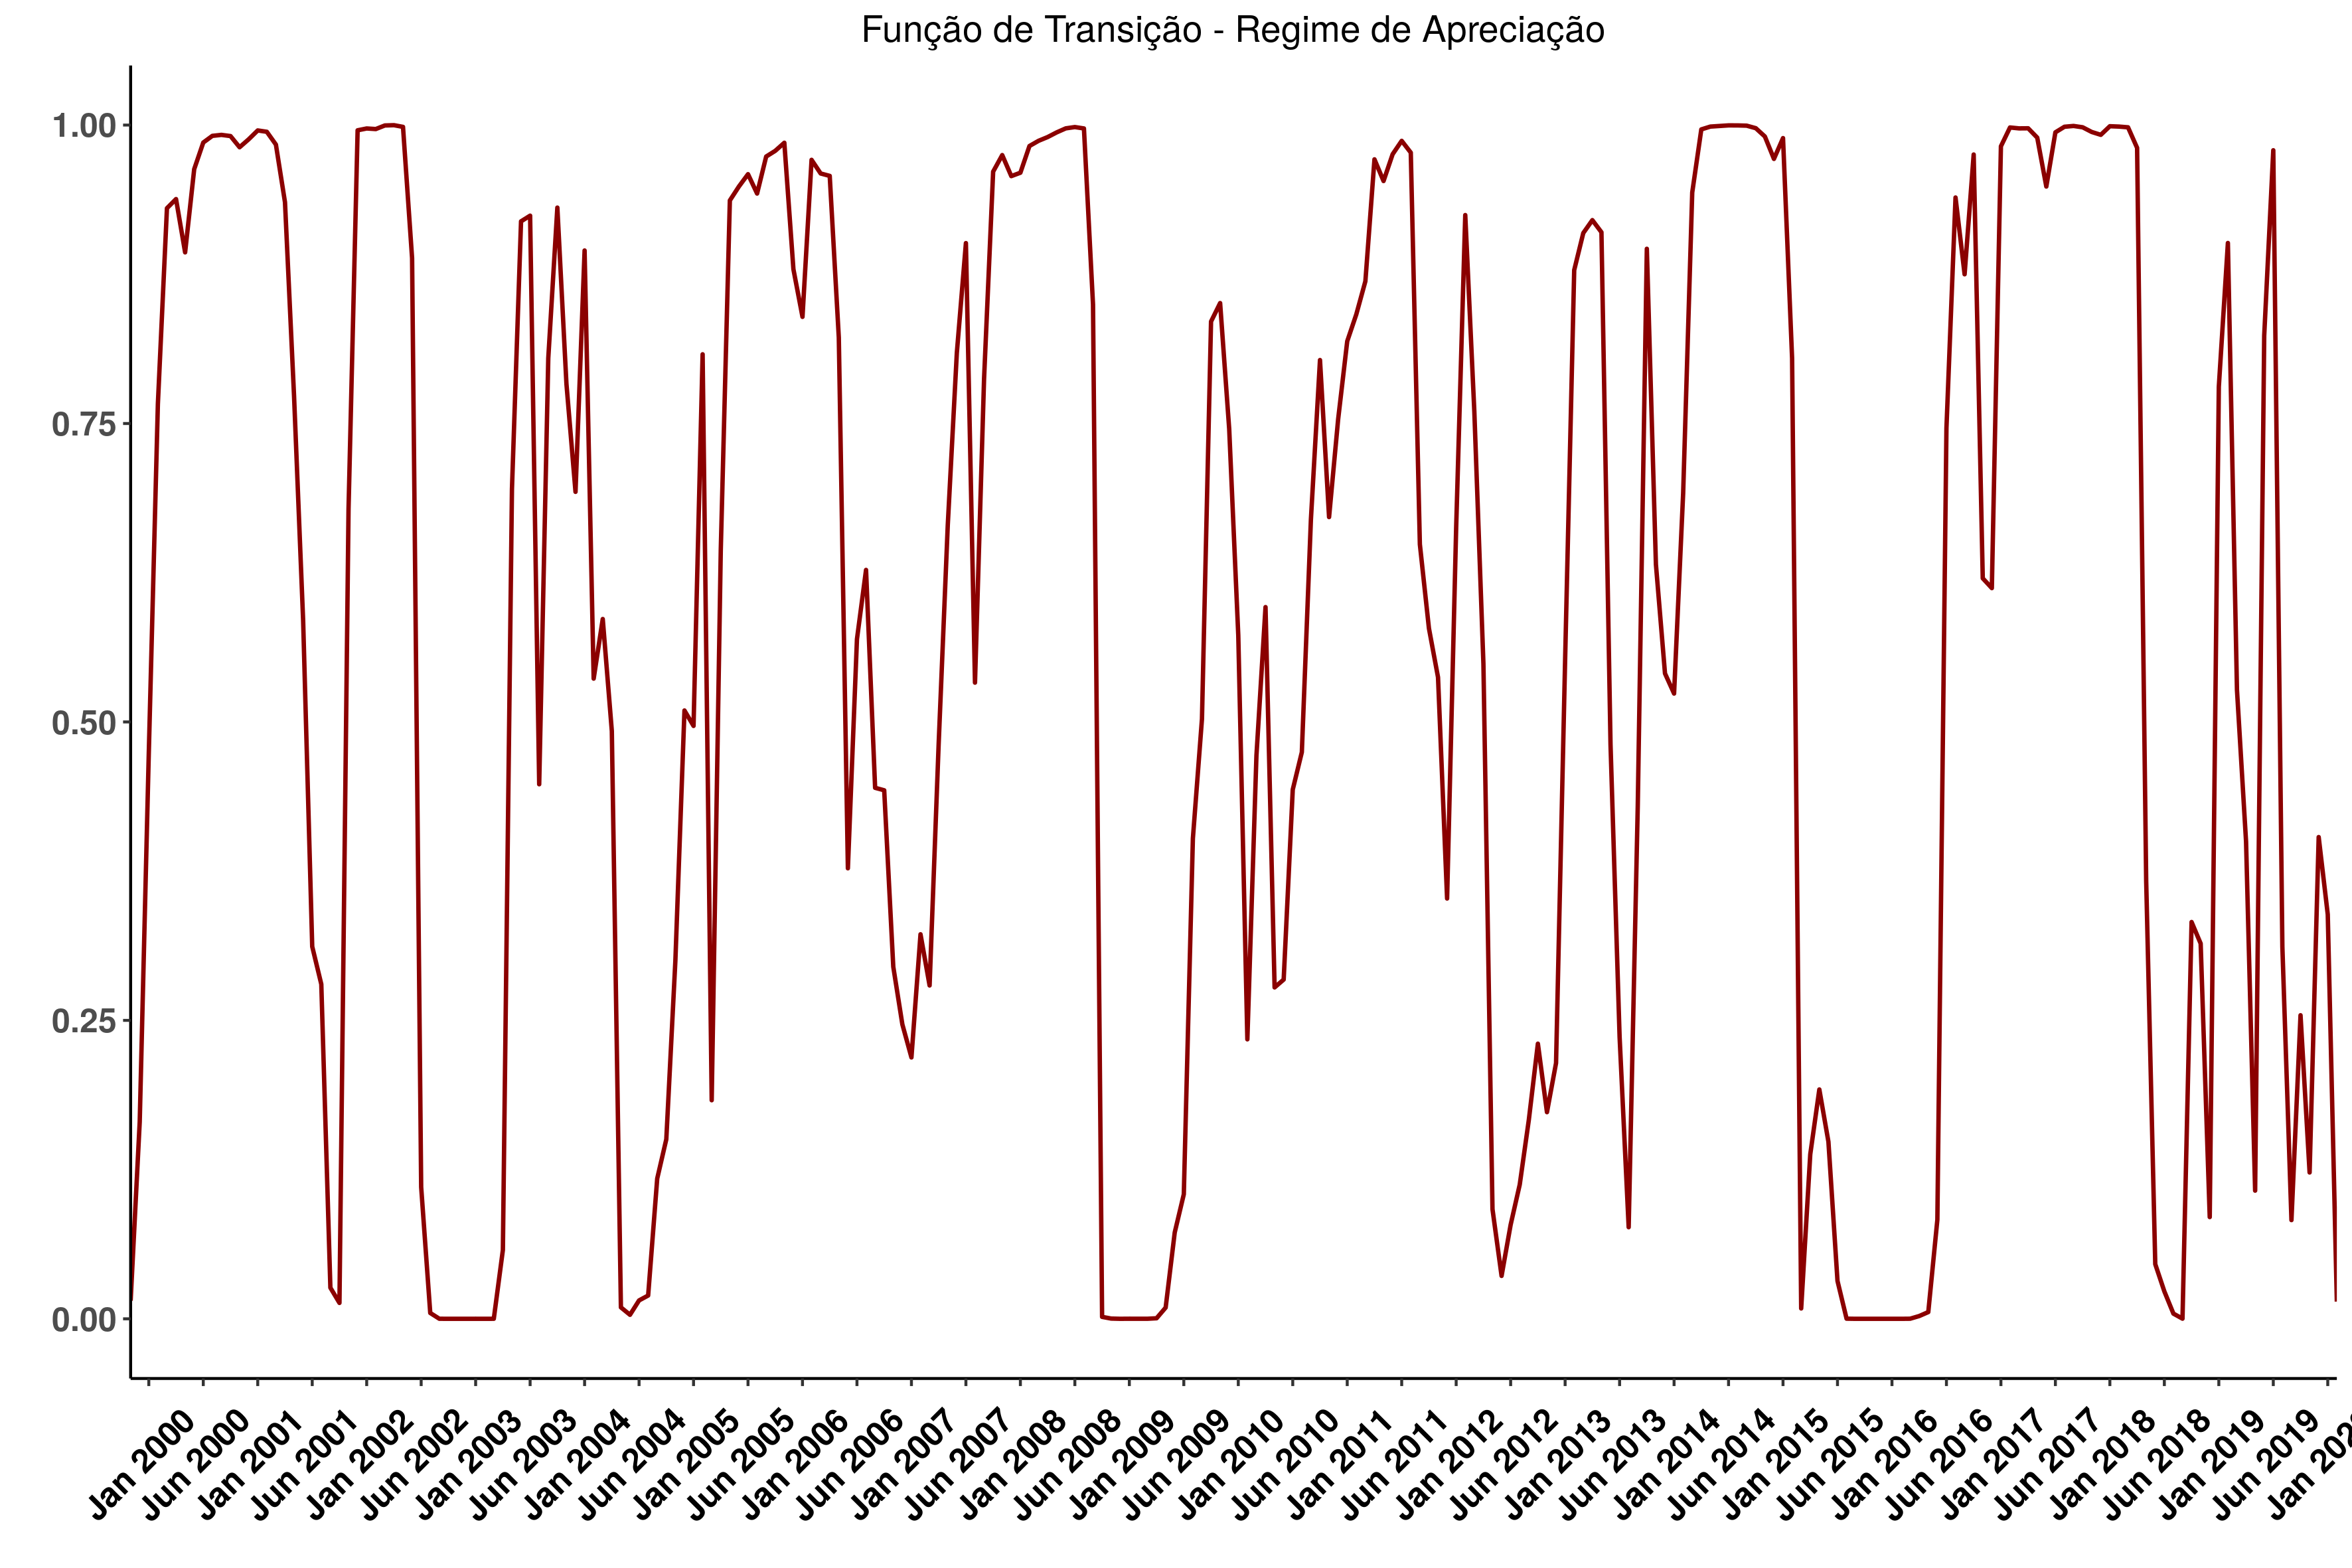 Função de Transição - Regime de Apreciação
1.00
0.75
0.50
0.25
0.00
Jan 2000
Jun 2000
Jan 2001
Jun 2001
Jan 2002
Jun 2002
Jan 2003
Jun 2003
Jan 2004
Jun 2004
Jan 2005
Jun 2005
Jan 2006
Jun 2006
Jan 2007
Jun 2007
Jan 2008
Jun 2008
Jan 2009
Jun 2009
Jan 2010
Jun 2010
Jan 2011
Jun 2011
Jan 2012
Jun 2012
Jan 2013
Jun 2013
Jan 2014
Jun 2014
Jan 2015
Jun 2015
Jan 2016
Jun 2016
Jan 2017
Jun 2017
Jan 2018
Jun 2018
Jan 2019
Jun 2019
Jan